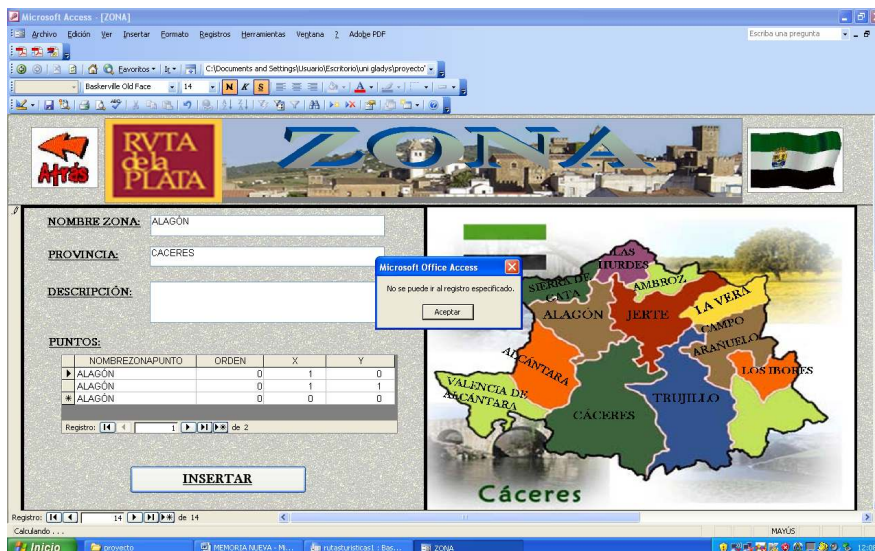 Microsoft Access - [ZONA]
Archivo Edición Ver Insertar Formato Registros Herramientas Ventana ? Adobe PDF
Escriba una pregunta
Favoritos
C:\Documents and Settings\Usuario\Escritorio\uni gladys\proyecto'
Baskerville Old Face 14 N K S
Atrás
RVTA
de la
PLATA
ZONA
NOMBRE ZONA: ALAGÓN
PROVINCIA: CACERES
DESCRIPCIÓN:
PUNTOS:
NOMBREZONAPUNTO ORDEN X Y
ALAGÓN 0 1 0
ALAGÓN 0 1 1
ALAGÓN 0 0 0
Registro: 1 de 2
INSERTAR
Microsoft Office Access
No se puede ir al registro especificado.
Aceptar
LAS
HURDES
SIERRA DE
GATA
AMBROZ
ALAGÓN
JERTE
LA VERA
CAMPO
ARAÑUELO
ALCÁNTARA
LOS IBORES
VALENCIA DE
ALCÁNTARA
CÁCERES
TRUJILLO
Cáceres
Registro: 14 de 14
Calculando . . .
MAYÚS
Inicio
proyecto
MEMORIA NUEVA - Mi...
rutasturisticas1 : Bas...
ZONA